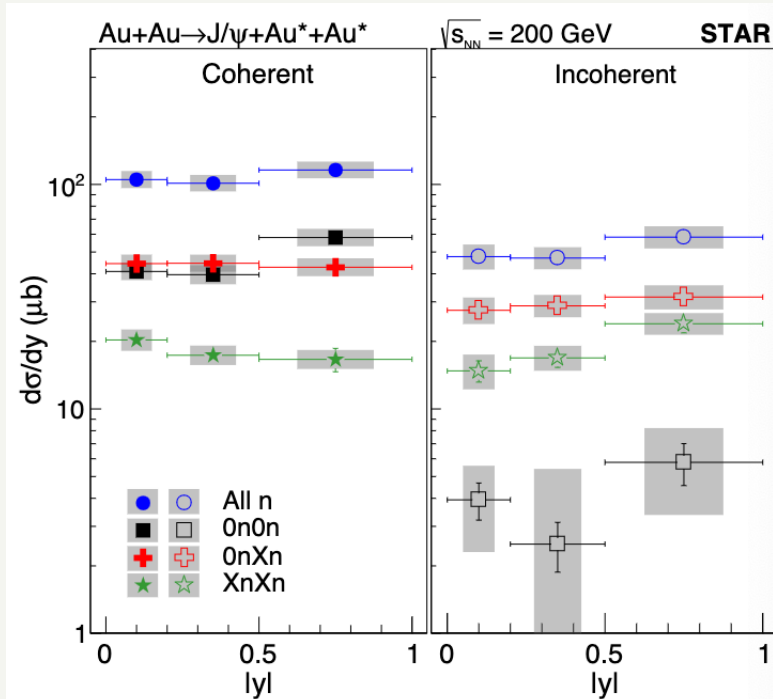 Au+Au→J/ψ+Au*+Au*
√s_NN = 200 GeV STAR
Coherent
Incoherent
dσ/dy (μb)
10²
10
1
All n
0n0n
0nXn
XnXn
0 0.5 1
|y|
0 0.5 1
|y|